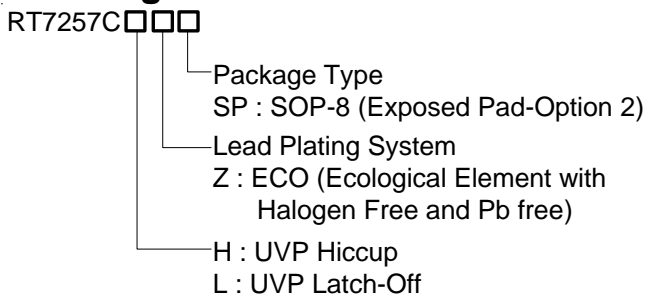 RT7257C□□□
Package Type
SP : SOP-8 (Exposed Pad-Option 2)
Lead Plating System
Z : ECO (Ecological Element with
Halogen Free and Pb free)
H : UVP Hiccup
L : UVP Latch-Off